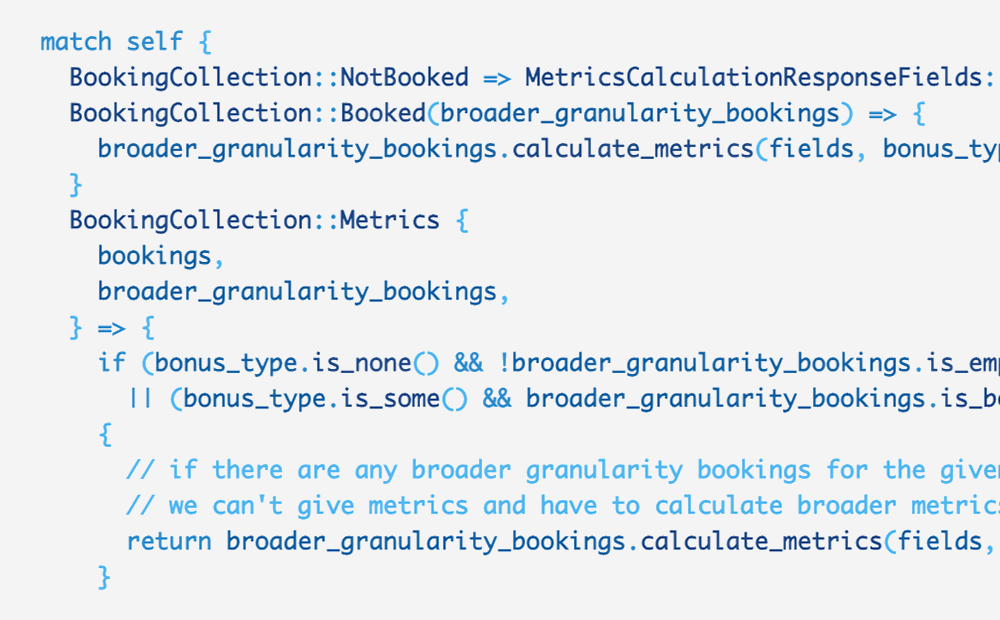 match self {
BookingCollection::NotBooked => MetricsCalculationResponseFields:
BookingCollection::Booked(broader_granularity_bookings) => {
broader_granularity_bookings.calculate_metrics(fields, bonus_typ
}
BookingCollection::Metrics {
bookings,
broader_granularity_bookings,
} => {
if (bonus_type.is_none() && !broader_granularity_bookings.is_emp
|| (bonus_type.is_some() && broader_granularity_bookings.is_bo
{
// if there are any broader granularity bookings for the given
// we can't give metrics and have to calculate broader metrics
return broader_granularity_bookings.calculate_metrics(fields,
}